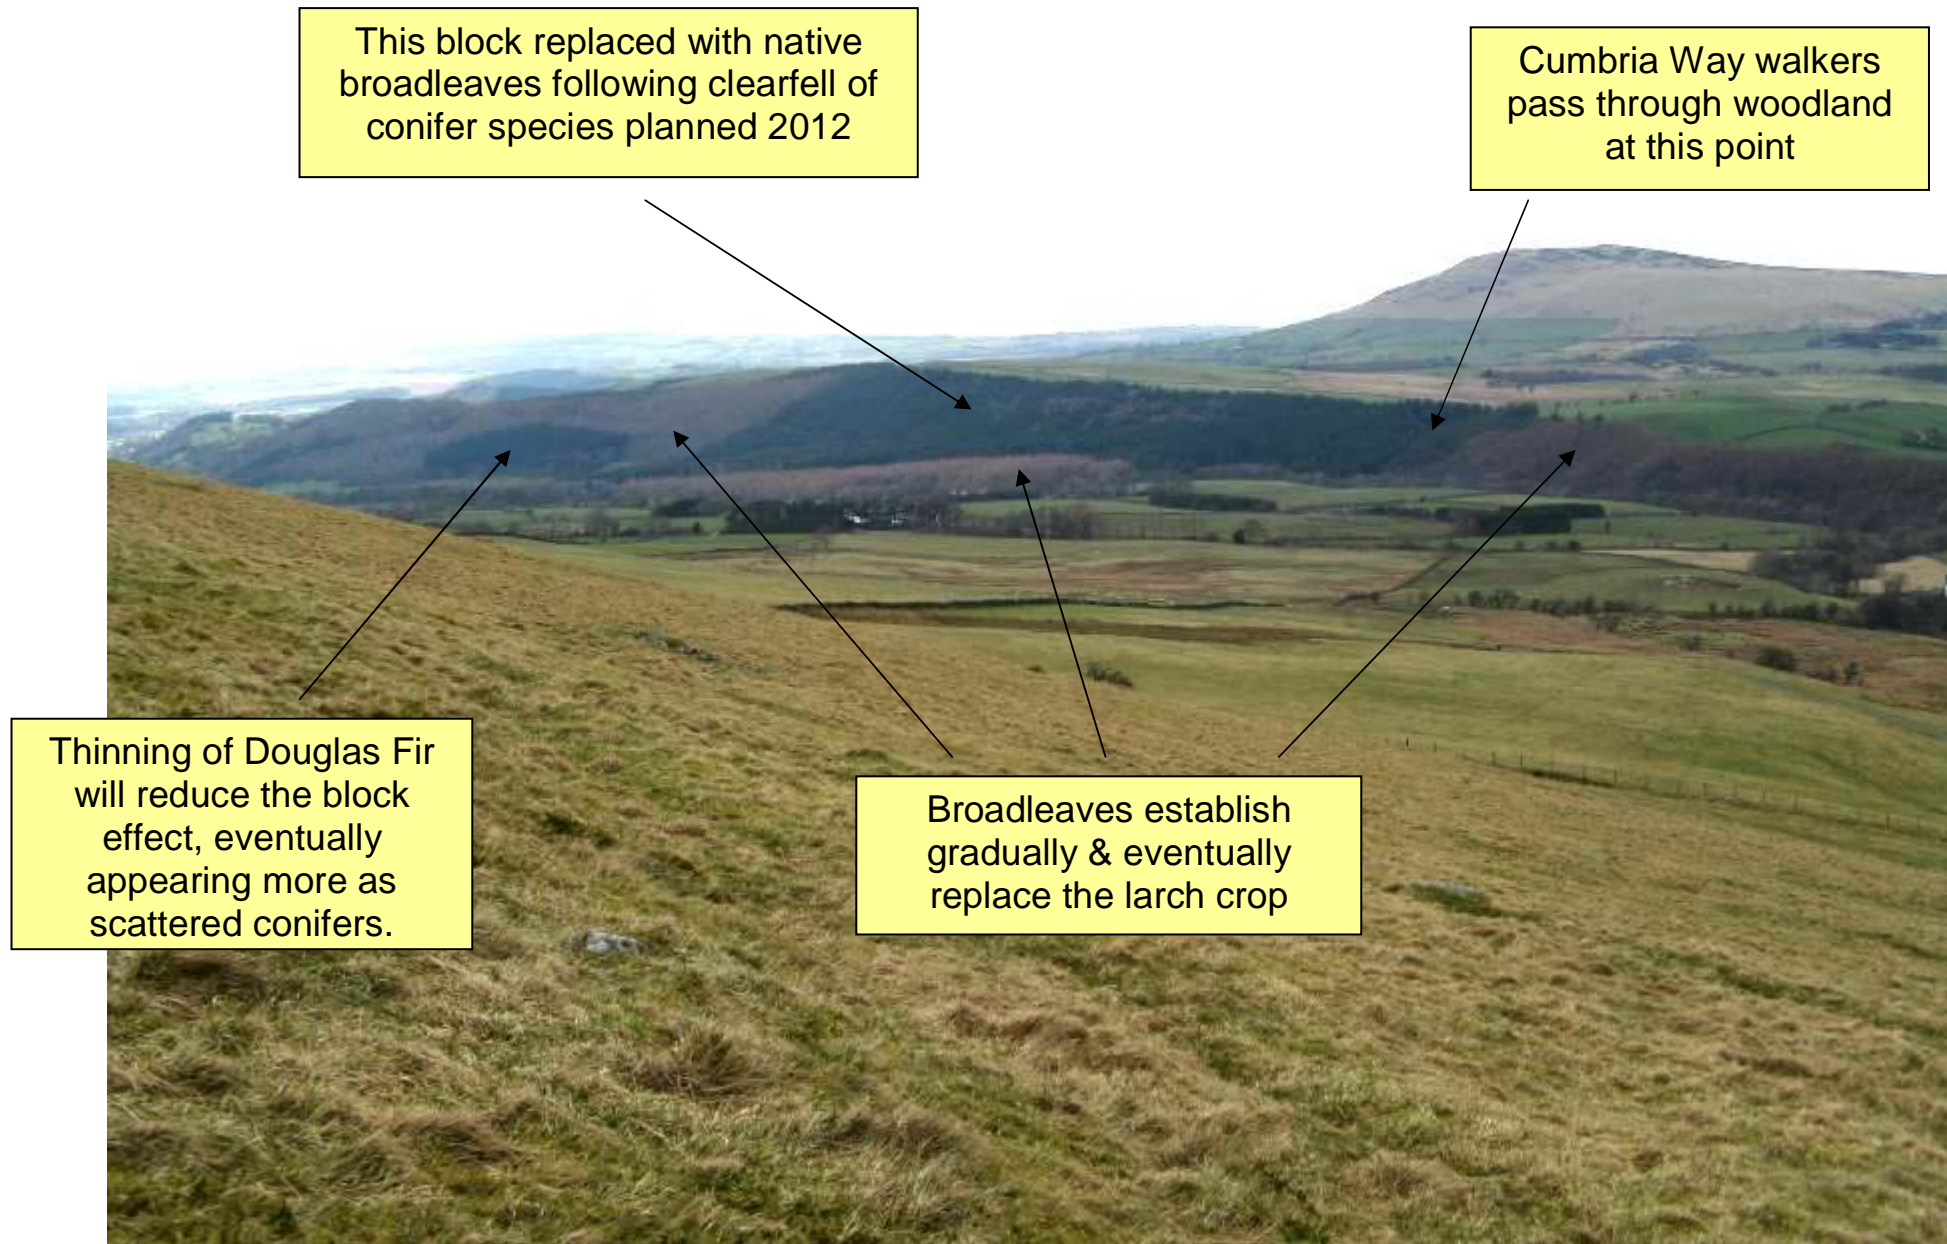 This block replaced with native
broadleaves following clearfell of
conifer species planned 2012
Cumbria Way walkers
pass through woodland
at this point
Thinning of Douglas Fir
will reduce the block
effect, eventually
appearing more as
scattered conifers.
Broadleaves establish
gradually & eventually
replace the larch crop